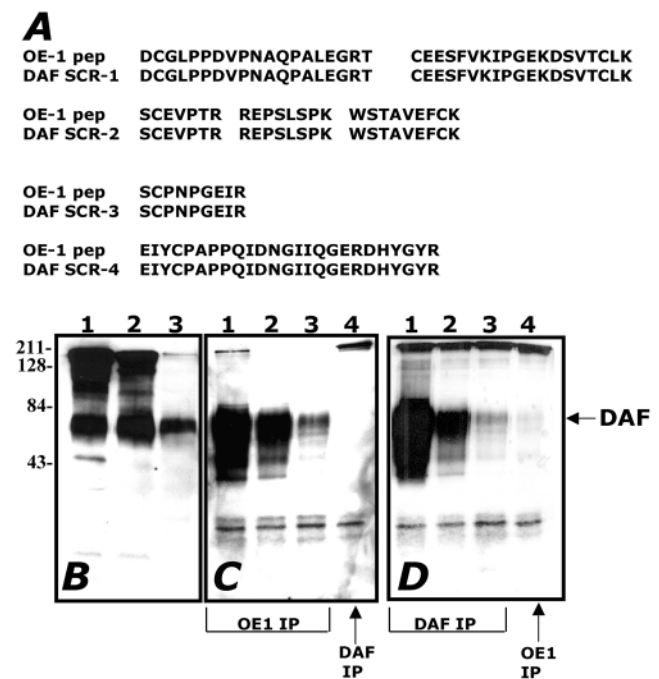 A
OE-1 pep DCGLPPDVPNAQPALEGRT CEESFVKIPGEKDSVTCLK
DAF SCR-1 DCGLPPDVPNAQPALEGRT CEESFVKIPGEKDSVTCLK
OE-1 pep SCEVPTR REPSLSPK WSTAVEFCK
DAF SCR-2 SCEVPTR REPSLSPK WSTAVEFCK
OE-1 pep SCPNPGEIR
DAF SCR-3 SCPNPGEIR
OE-1 pep EIYCPAPPQIDNGIIQGERDHYGYR
DAF SCR-4 EIYCPAPPQIDNGIIQGERDHYGYR
1 2 3 1 2 3 4 1 2 3 4
211-
128-
84-
DAF
43-
B C D
OE1 IP DAF IP DAF IP OE1 IP